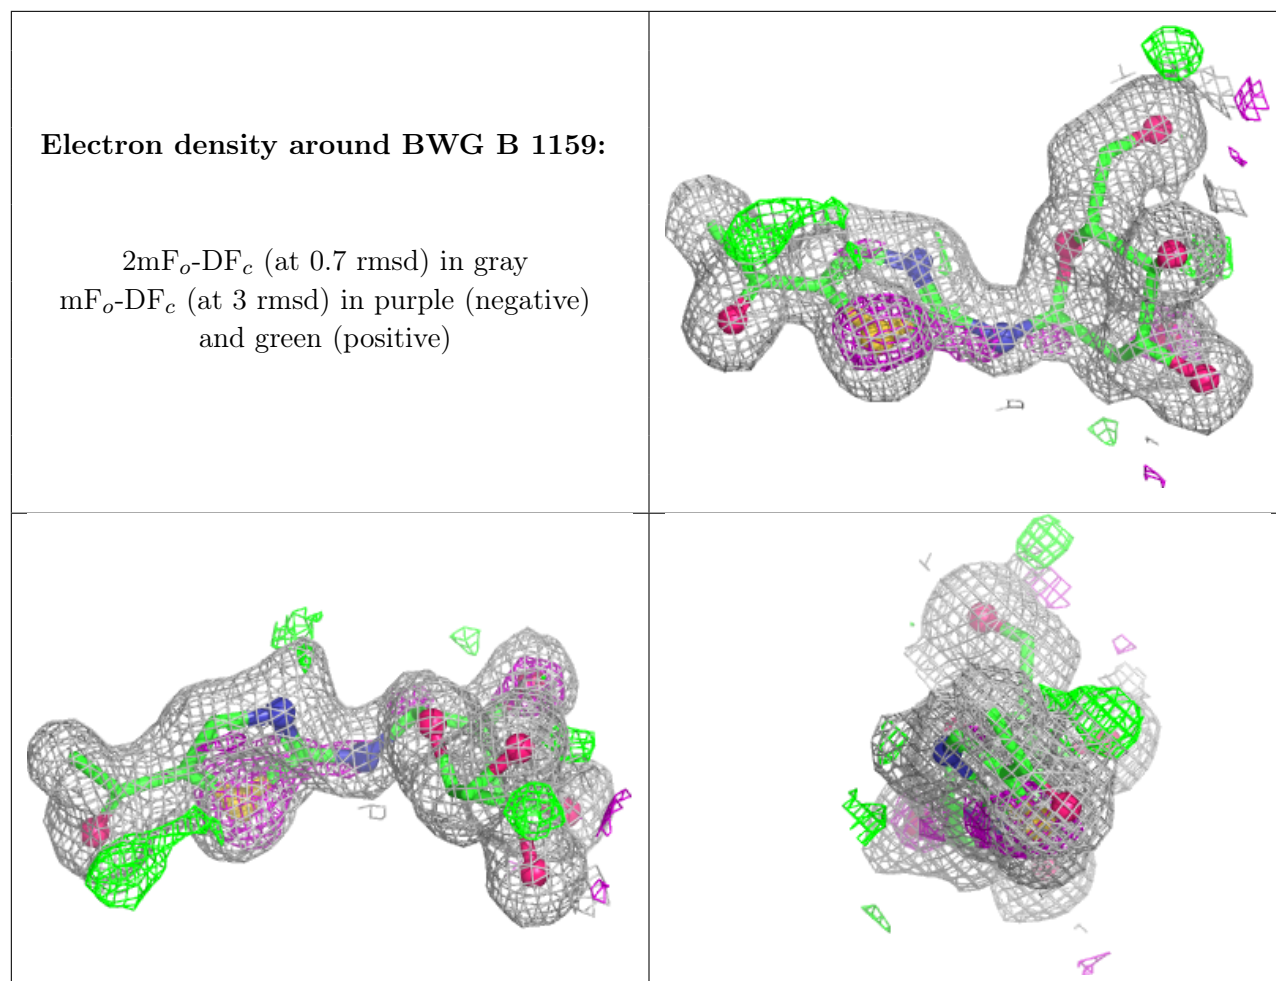 Electron density around BWG B 1159:
2mFₒ-DF𝒸 (at 0.7 rmsd) in gray
mFₒ-DF𝒸 (at 3 rmsd) in purple (negative)
and green (positive)